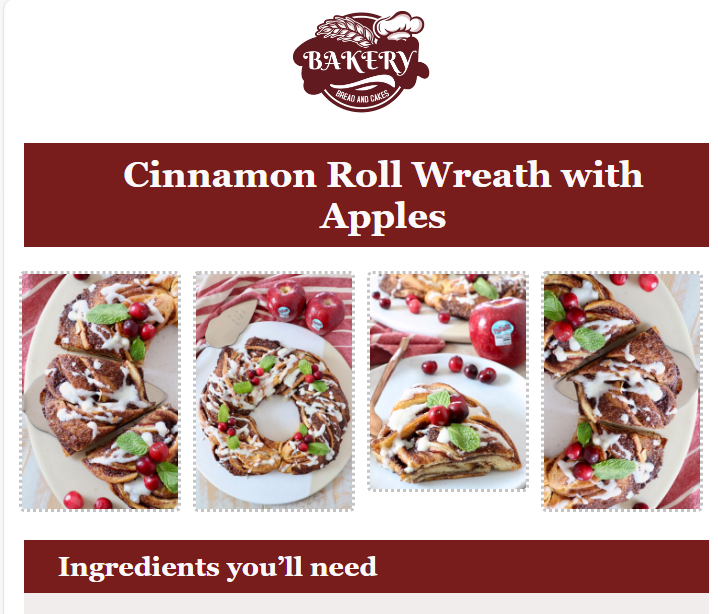 BAKERY
BREAD AND CAKES
Cinnamon Roll Wreath with
Apples
Ingredients you’ll need